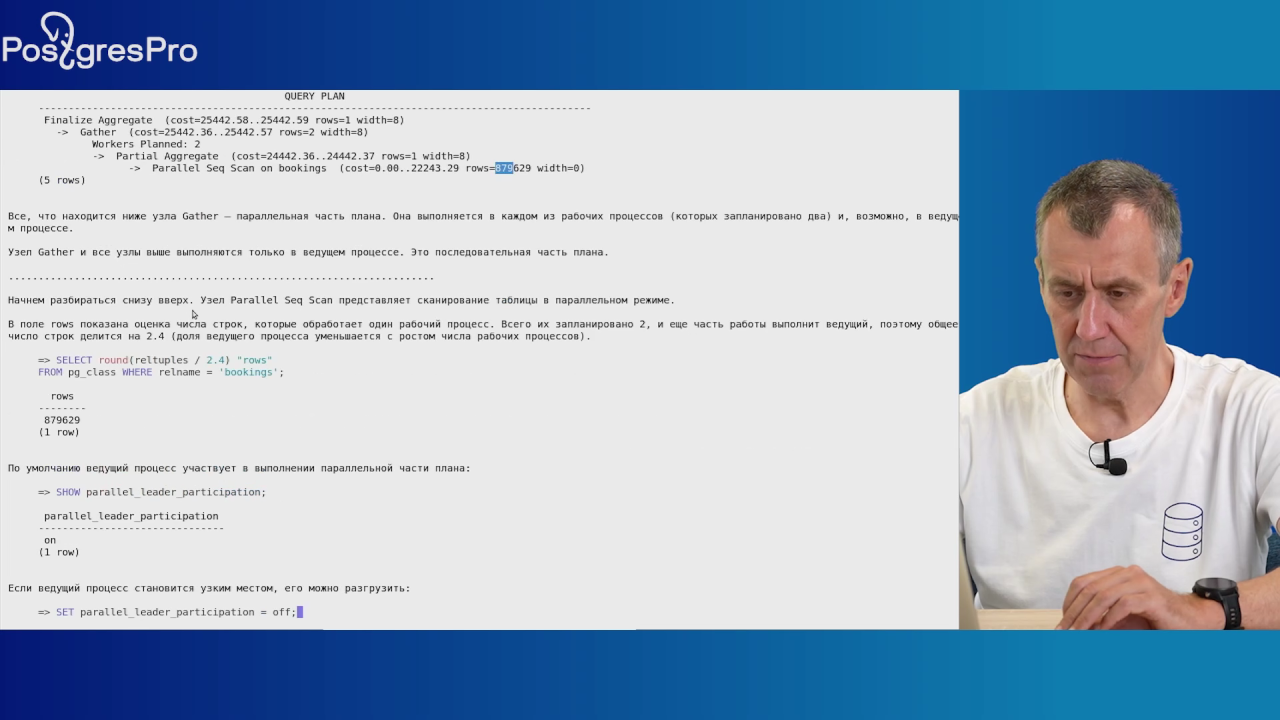 PostgresPro
QUERY PLAN
--------------------------------------------------------------------------------------------
Finalize Aggregate  (cost=25442.58..25442.59 rows=1 width=8)
->  Gather  (cost=25442.36..25442.57 rows=2 width=8)
Workers Planned: 2
->  Partial Aggregate  (cost=24442.36..24442.37 rows=1 width=8)
->  Parallel Seq Scan on bookings  (cost=0.00..22243.29 rows=879629 width=0)
(5 rows)
Все, что находится ниже узла Gather — параллельная часть плана. Она выполняется в каждом из рабочих процессов (которых запланировано два) и, возможно, в ведуще
м процессе.
Узел Gather и все узлы выше выполняются только в ведущем процессе. Это последовательная часть плана.
.......................................................................
Начнем разбираться снизу вверх. Узел Parallel Seq Scan представляет сканирование таблицы в параллельном режиме.
В поле rows показана оценка числа строк, которые обработает один рабочий процесс. Всего их запланировано 2, и еще часть работы выполнит ведущий, поэтому общее
число строк делится на 2.4 (доля ведущего процесса уменьшается с ростом числа рабочих процессов).
=> SELECT round(reltuples / 2.4) "rows"
FROM pg_class WHERE relname = 'bookings';
rows
--------
879629
(1 row)
По умолчанию ведущий процесс участвует в выполнении параллельной части плана:
=> SHOW parallel_leader_participation;
parallel_leader_participation
-------------------------------
on
(1 row)
Если ведущий процесс становится узким местом, его можно разгрузить:
=> SET parallel_leader_participation = off;